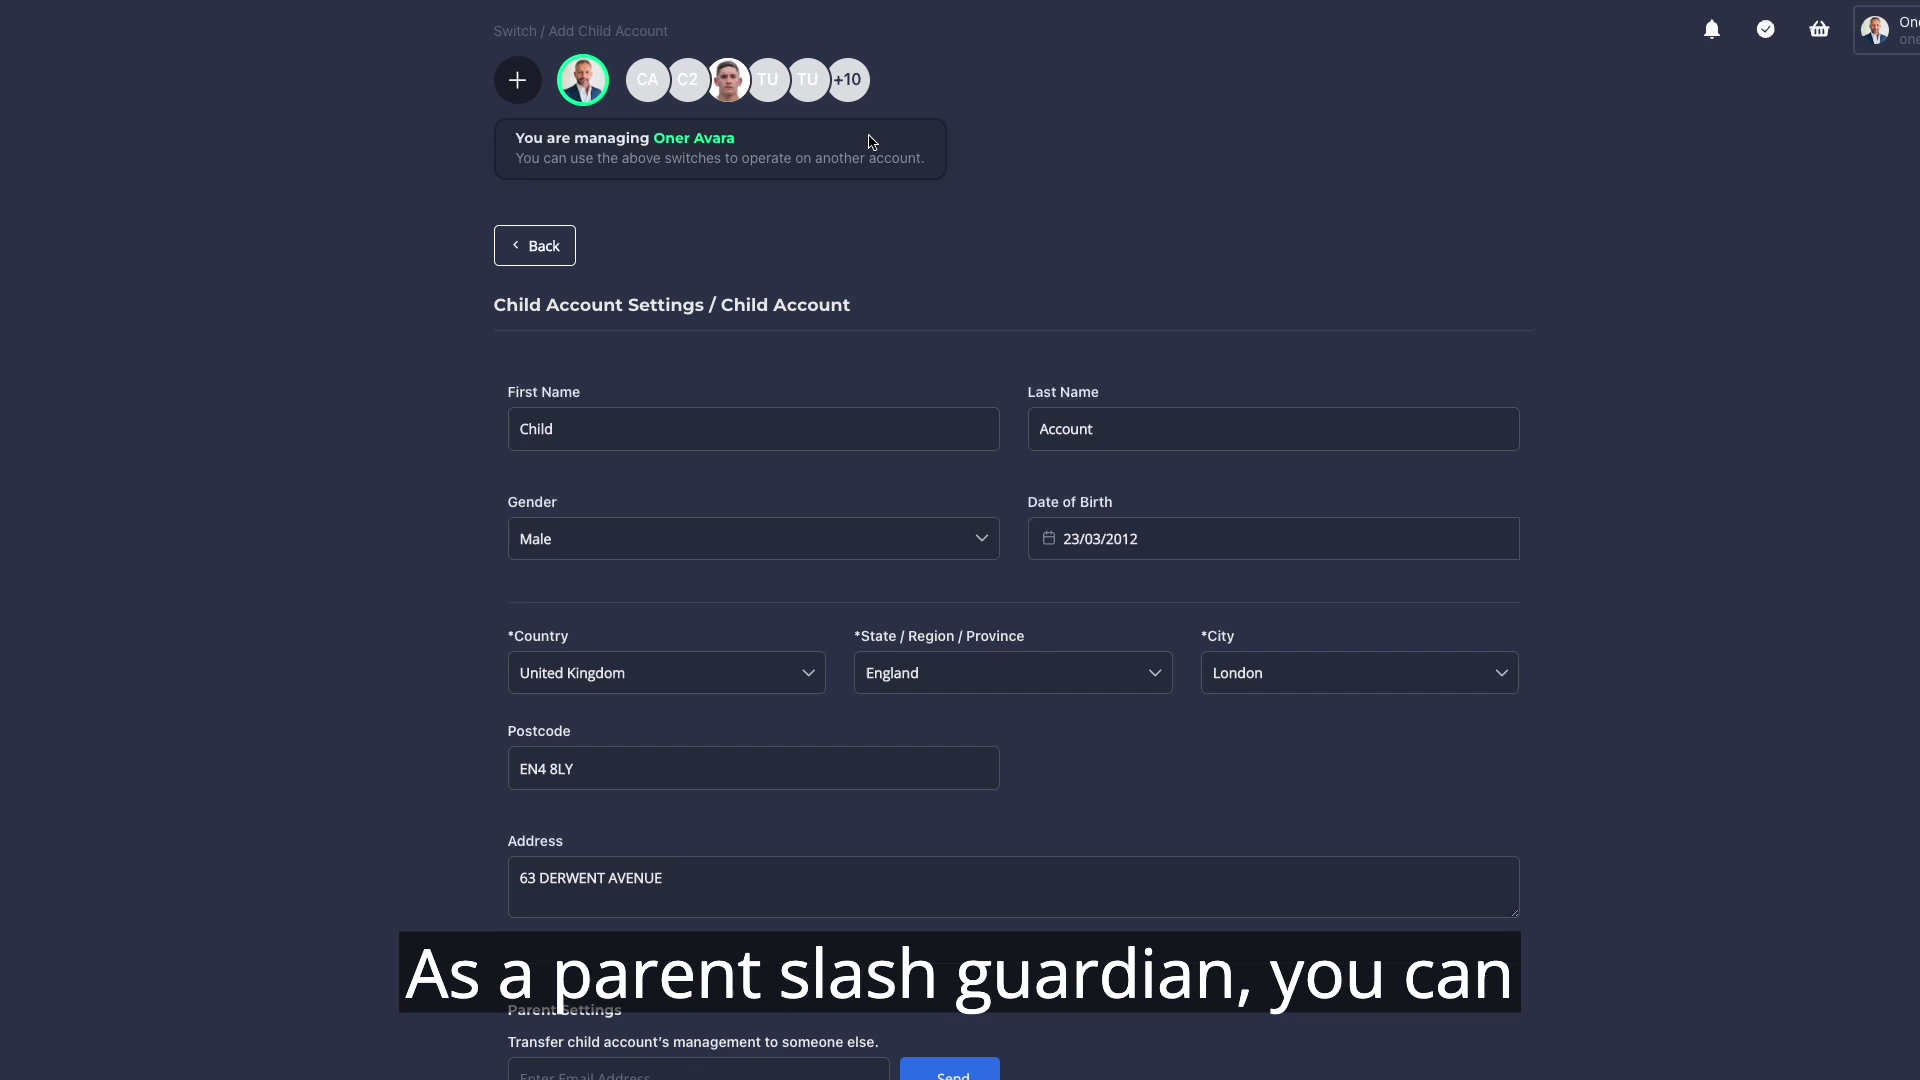 Switch / Add Child Account
CA
C2
TU
TU
+10
You are managing Oner Avara
You can use the above switches to operate on another account.
Back
Child Account Settings / Child Account
First Name
Last Name
Child
Account
Gender
Date of Birth
Male
23/03/2012
*Country
*State / Region / Province
*City
United Kingdom
England
London
Postcode
EN4 8LY
Address
63 DERWENT AVENUE
As a parent slash guardian, you can
Parent Settings
Transfer child account's management to someone else.
Enter Email Address
Send